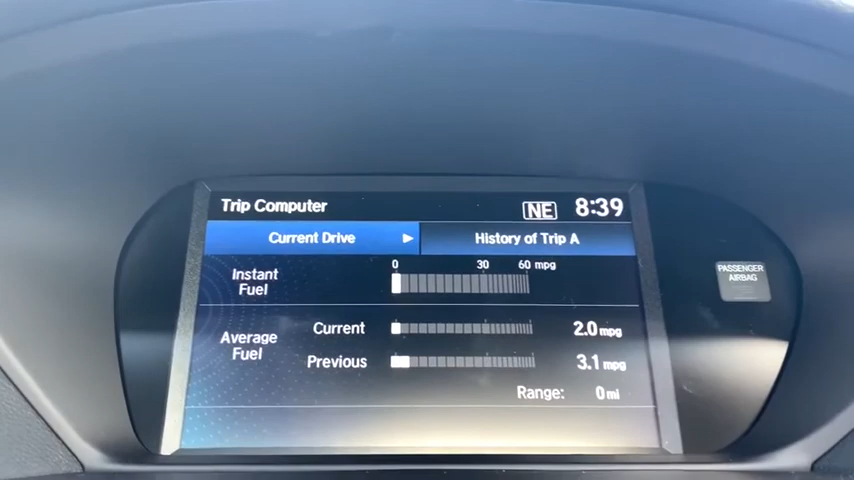 Trip Computer NE 8:39
Current Drive History of Trip A
0 30 60 mpg
Instant
Fuel
Average
Fuel
Current 2.0 mpg
Previous 3.1 mpg
Range: 0 mi
PASSENGER
AIRBAG